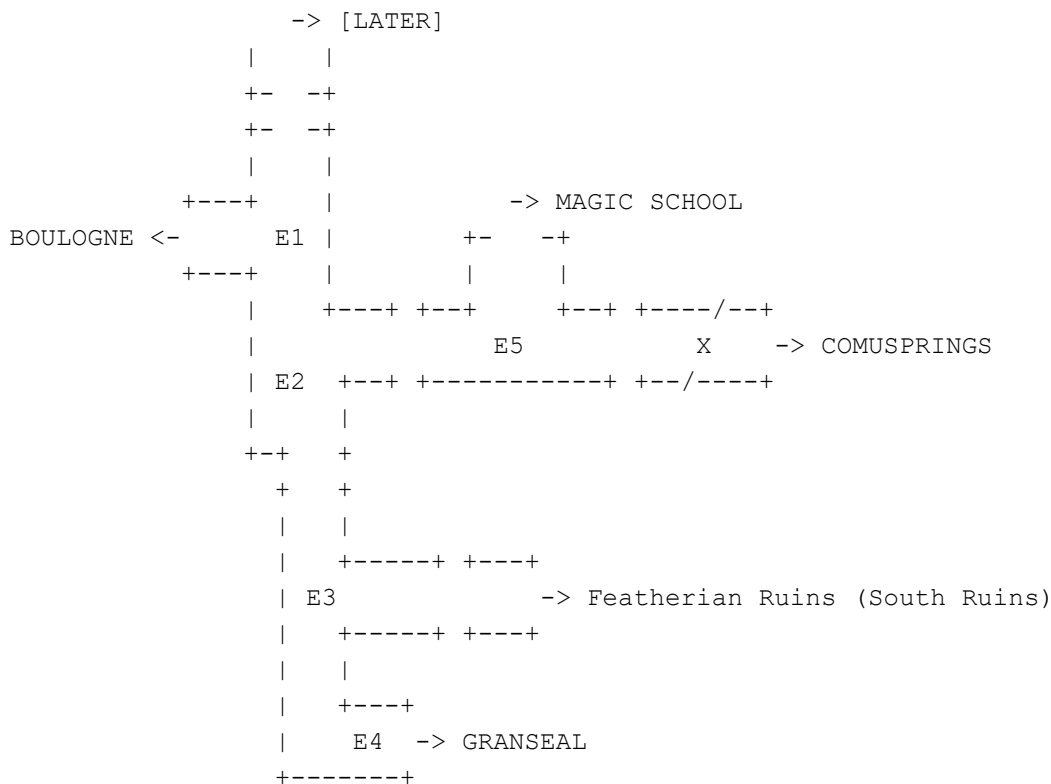 -> [LATER]
|    |
+-  -+
+-  -+
|    |
+---+    |           -> MAGIC SCHOOL
BOULOGNE <-      E1 |        +-   -+
+---+    |        |     |
|    +---+ +--+     +--+ +----/--+
|               E5          X    -> COMUSPRINGS
| E2  +--+ +-----------+ +--/----+
|     |
+-+   +
+   +
|   |
|   +-----+ +---+
| E3              -> Featherian Ruins (South Ruins)
|   +-----+ +---+
|   |
|   +---+
|    E4  -> GRANSEAL
+-------+